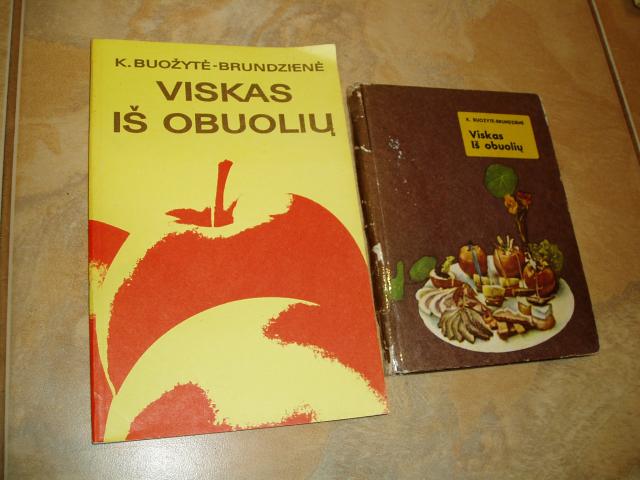 K. BUOŽYTĖ-BRUNDZIENĖ
VISKAS
IŠ OBUOLIŲ
K. BUOŽYTĖ-BRUNDZIENĖ
Viskas
Iš obuolių